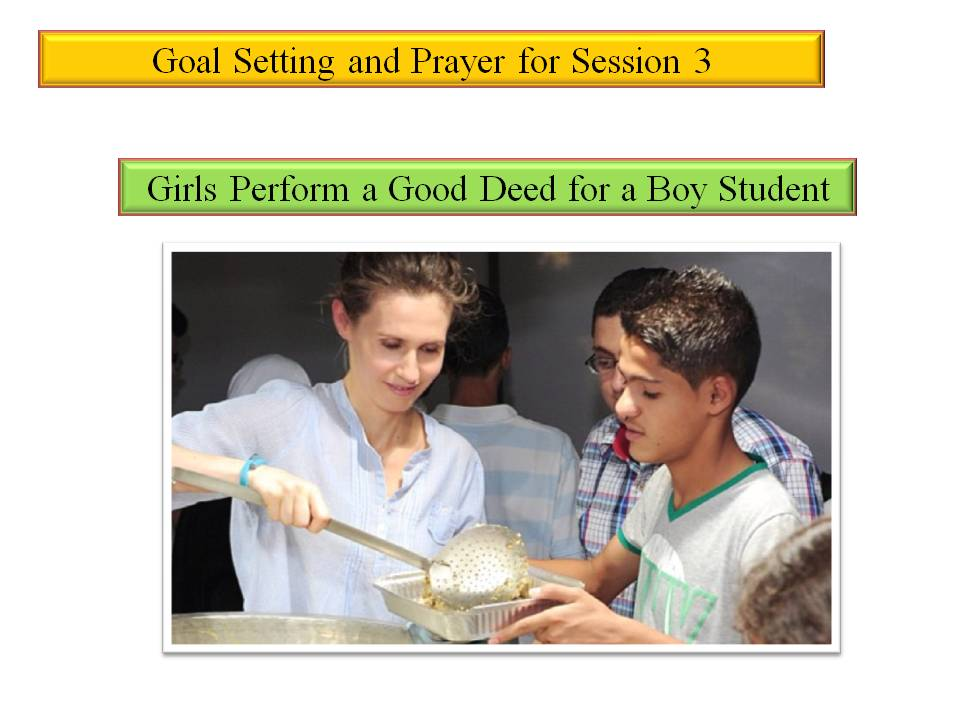 Goal Setting and Prayer for Session 3
Girls Perform a Good Deed for a Boy Student